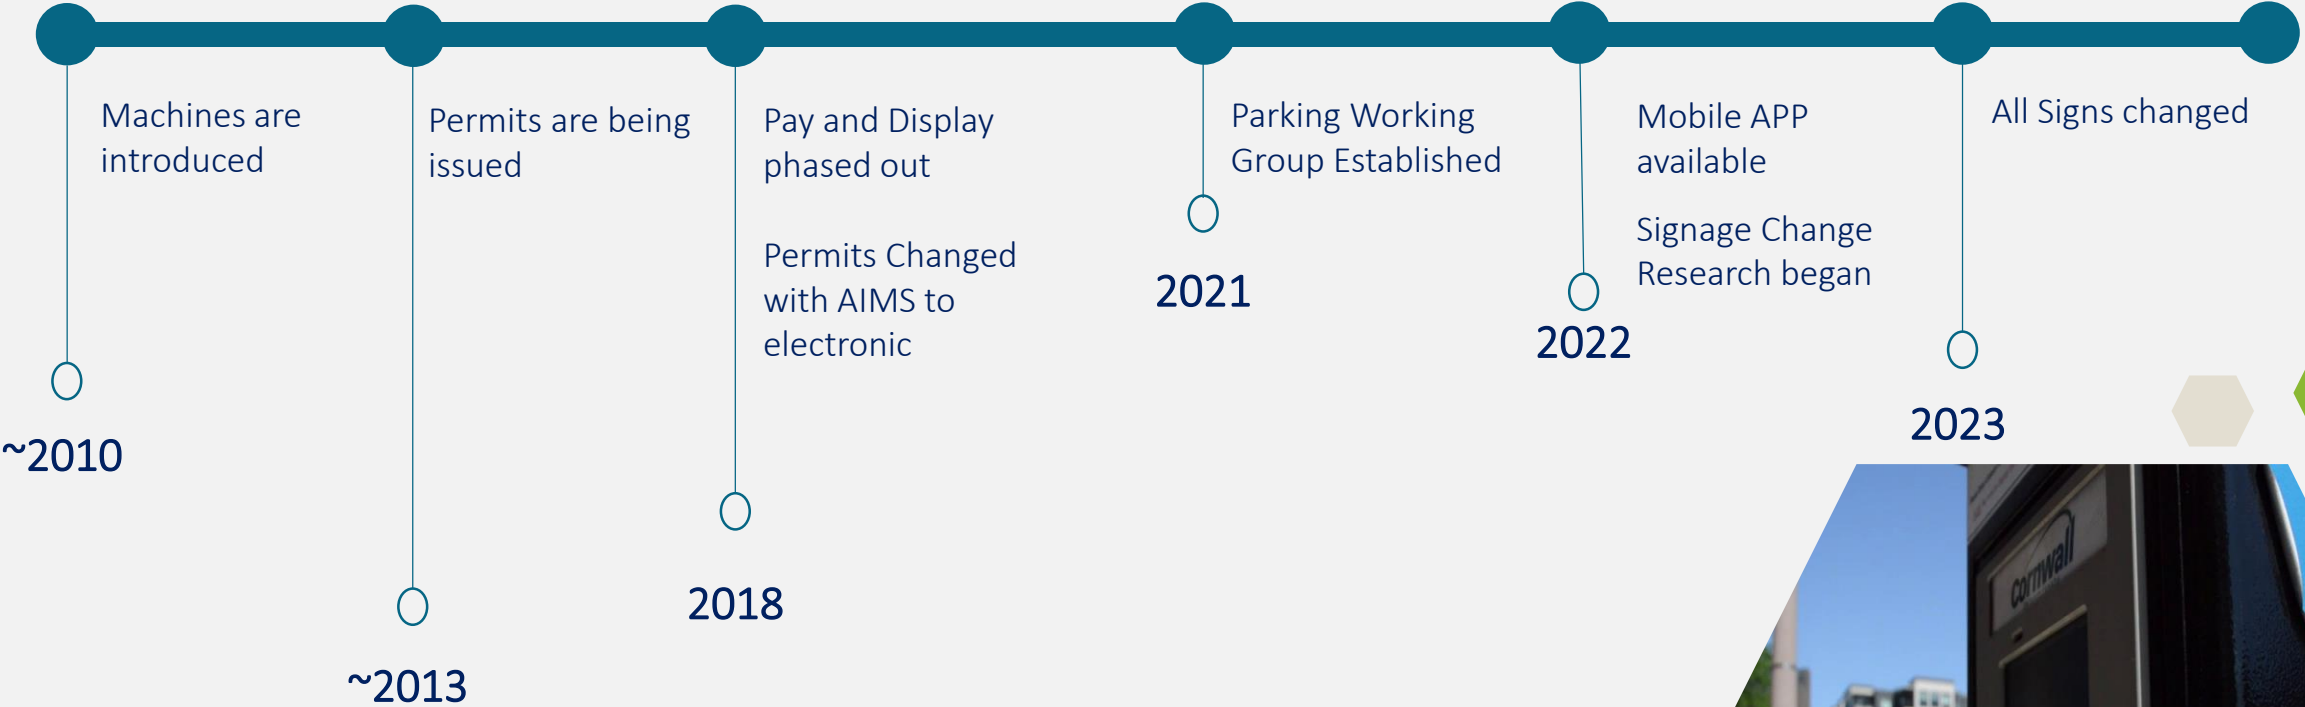 Machines are
introduced
~2010
Permits are being
issued
~2013
Pay and Display
phased out
Permits Changed
with AIMS to
electronic
2018
Parking Working
Group Established
2021
Mobile APP
available
Signage Change
Research began
2022
All Signs changed
2023
cornwall